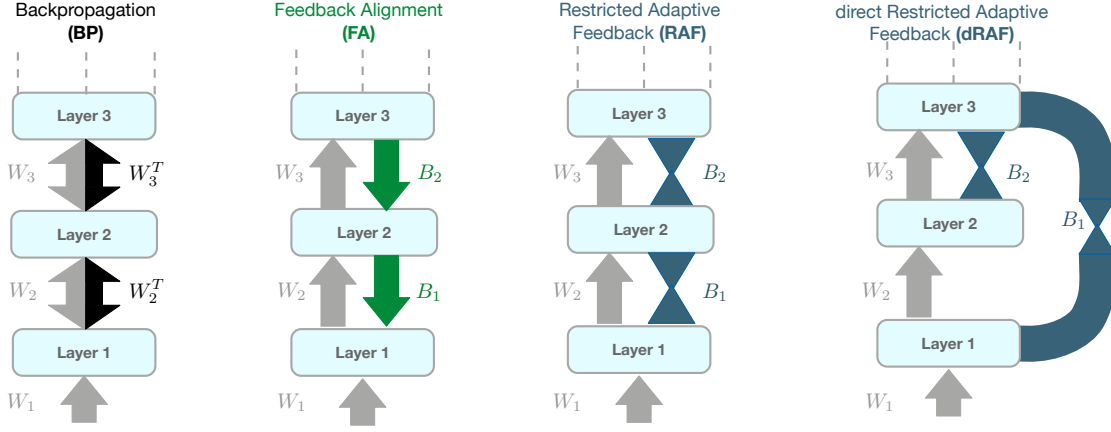 Backpropagation
(BP)
Layer 3
W_3
W_3^T
Layer 2
W_2
W_2^T
Layer 1
W_1
Feedback Alignment
(FA)
Layer 3
W_3
B_2
Layer 2
W_2
B_1
Layer 1
W_1
Restricted Adaptive
Feedback (RAF)
Layer 3
W_3
B_2
Layer 2
W_2
B_1
Layer 1
W_1
direct Restricted Adaptive
Feedback (dRAF)
Layer 3
W_3
B_2
Layer 2
B_1
W_2
Layer 1
W_1